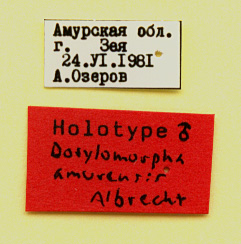 Амурская обл.
г. Зея
24.VI.1981
А.Озеров
Holotype ♂
Dorylomorpha
amurensis
Albrecht